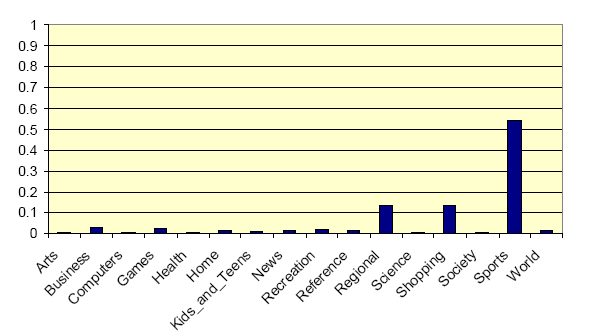 1
0.9
0.8
0.7
0.6
0.5
0.4
0.3
0.2
0.1
0
Arts
Business
Computers
Games
Health
Home
Kids_and_Teens
News
Recreation
Reference
Regional
Science
Shopping
Society
Sports
World